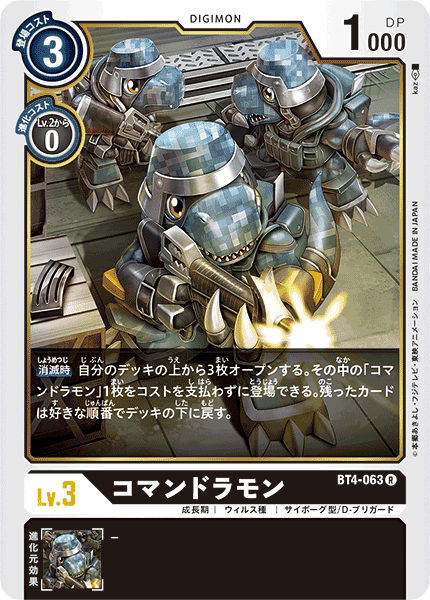 登場コスト
3
DIGIMON
1000
DP
進化コスト
Lv.2から
0
kaz
消滅時 自分のデッキの上から3枚オープンする。その中の「コマ
ンドラモン」1枚をコストを支払わずに登場できる。残ったカード
は好きな順番でデッキの下に戻す。
©本郷あきよし・フジテレビ・東映アニメーション BANDAI MADE IN JAPAN
Lv.3
コマンドラモン
BT4-063 R
成長期 | ウィルス種 | サイボーグ型/D-ブリガード
進化元効果
-